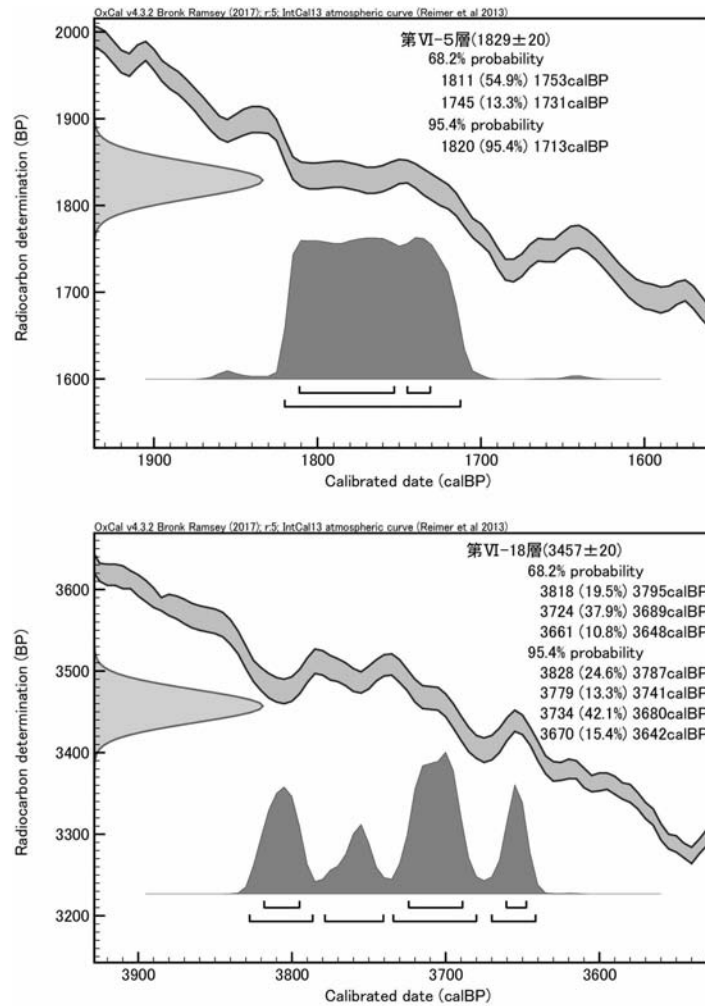 OxCal v4.3.2 Bronk Ramsey (2017); r:5; IntCal13 atmospheric curve (Reimer et al 2013)
第Ⅵ-5層(1829±20)
68.2% probability
1811 (54.9%) 1753calBP
1745 (13.3%) 1731calBP
95.4% probability
1820 (95.4%) 1713calBP
Radiocarbon determination (BP)
2000
1900
1800
1700
1600
1900
1800
1700
1600
Calibrated date (calBP)
OxCal v4.3.2 Bronk Ramsey (2017); r:5; IntCal13 atmospheric curve (Reimer et al 2013)
第Ⅵ-18層(3457±20)
68.2% probability
3818 (19.5%) 3795calBP
3724 (37.9%) 3689calBP
3661 (10.8%) 3648calBP
95.4% probability
3828 (24.6%) 3787calBP
3779 (13.3%) 3741calBP
3734 (42.1%) 3680calBP
3670 (15.4%) 3642calBP
Radiocarbon determination (BP)
3600
3500
3400
3300
3200
3900
3800
3700
3600
Calibrated date (calBP)